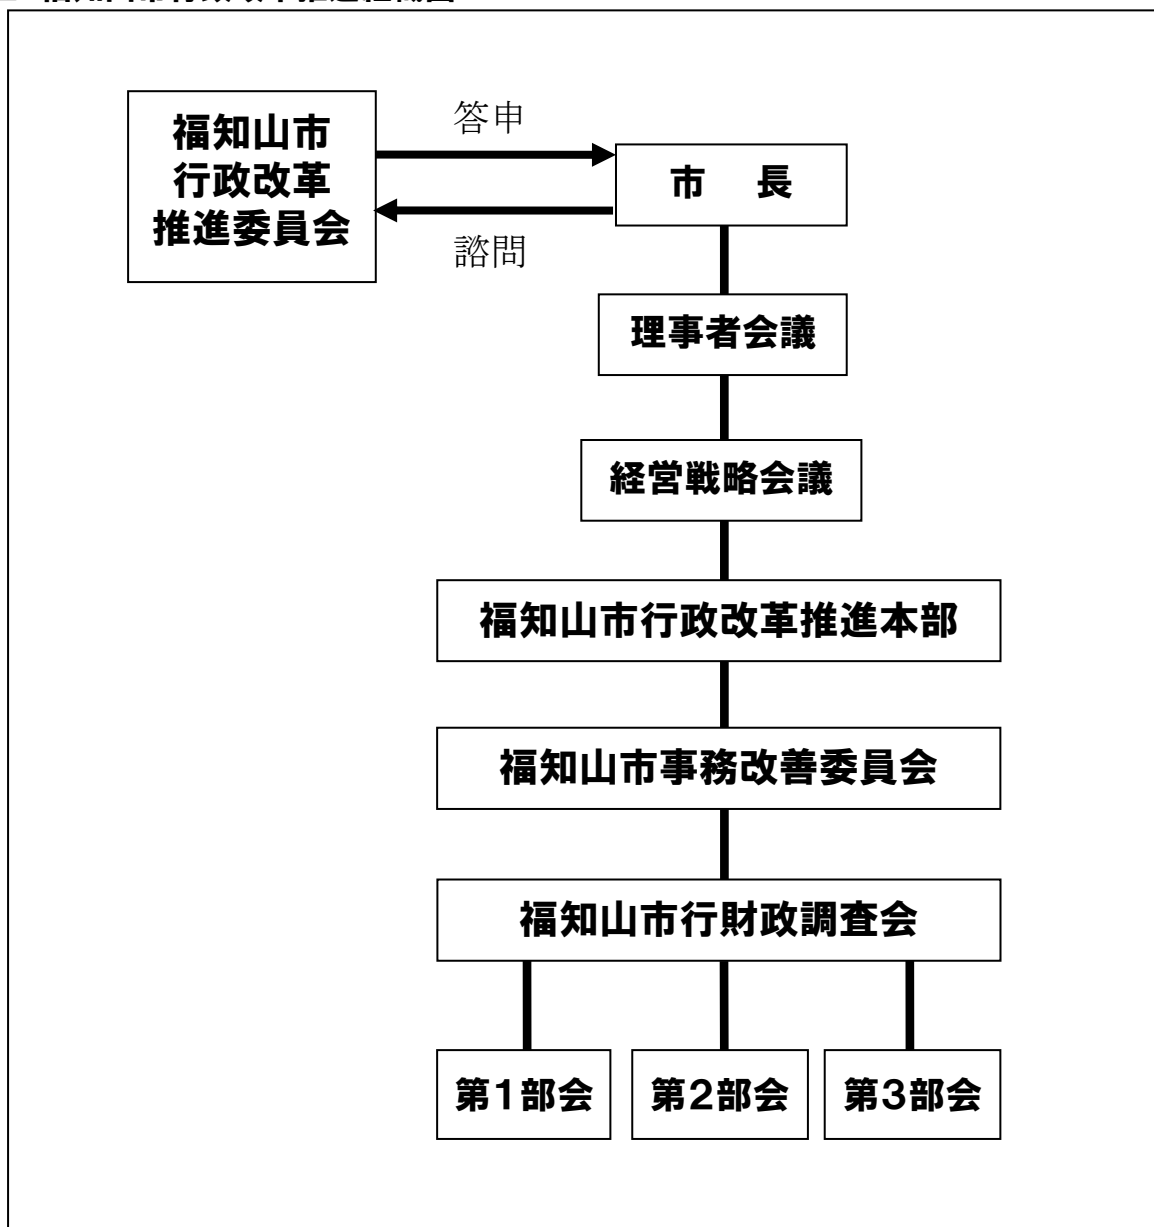 福知山市
行政改革
推進委員会
答申
諮問
市 長
理事者会議
経営戦略会議
福知山市行政改革推進本部
福知山市事務改善委員会
福知山市行財政調査会
第1部会 第2部会 第3部会